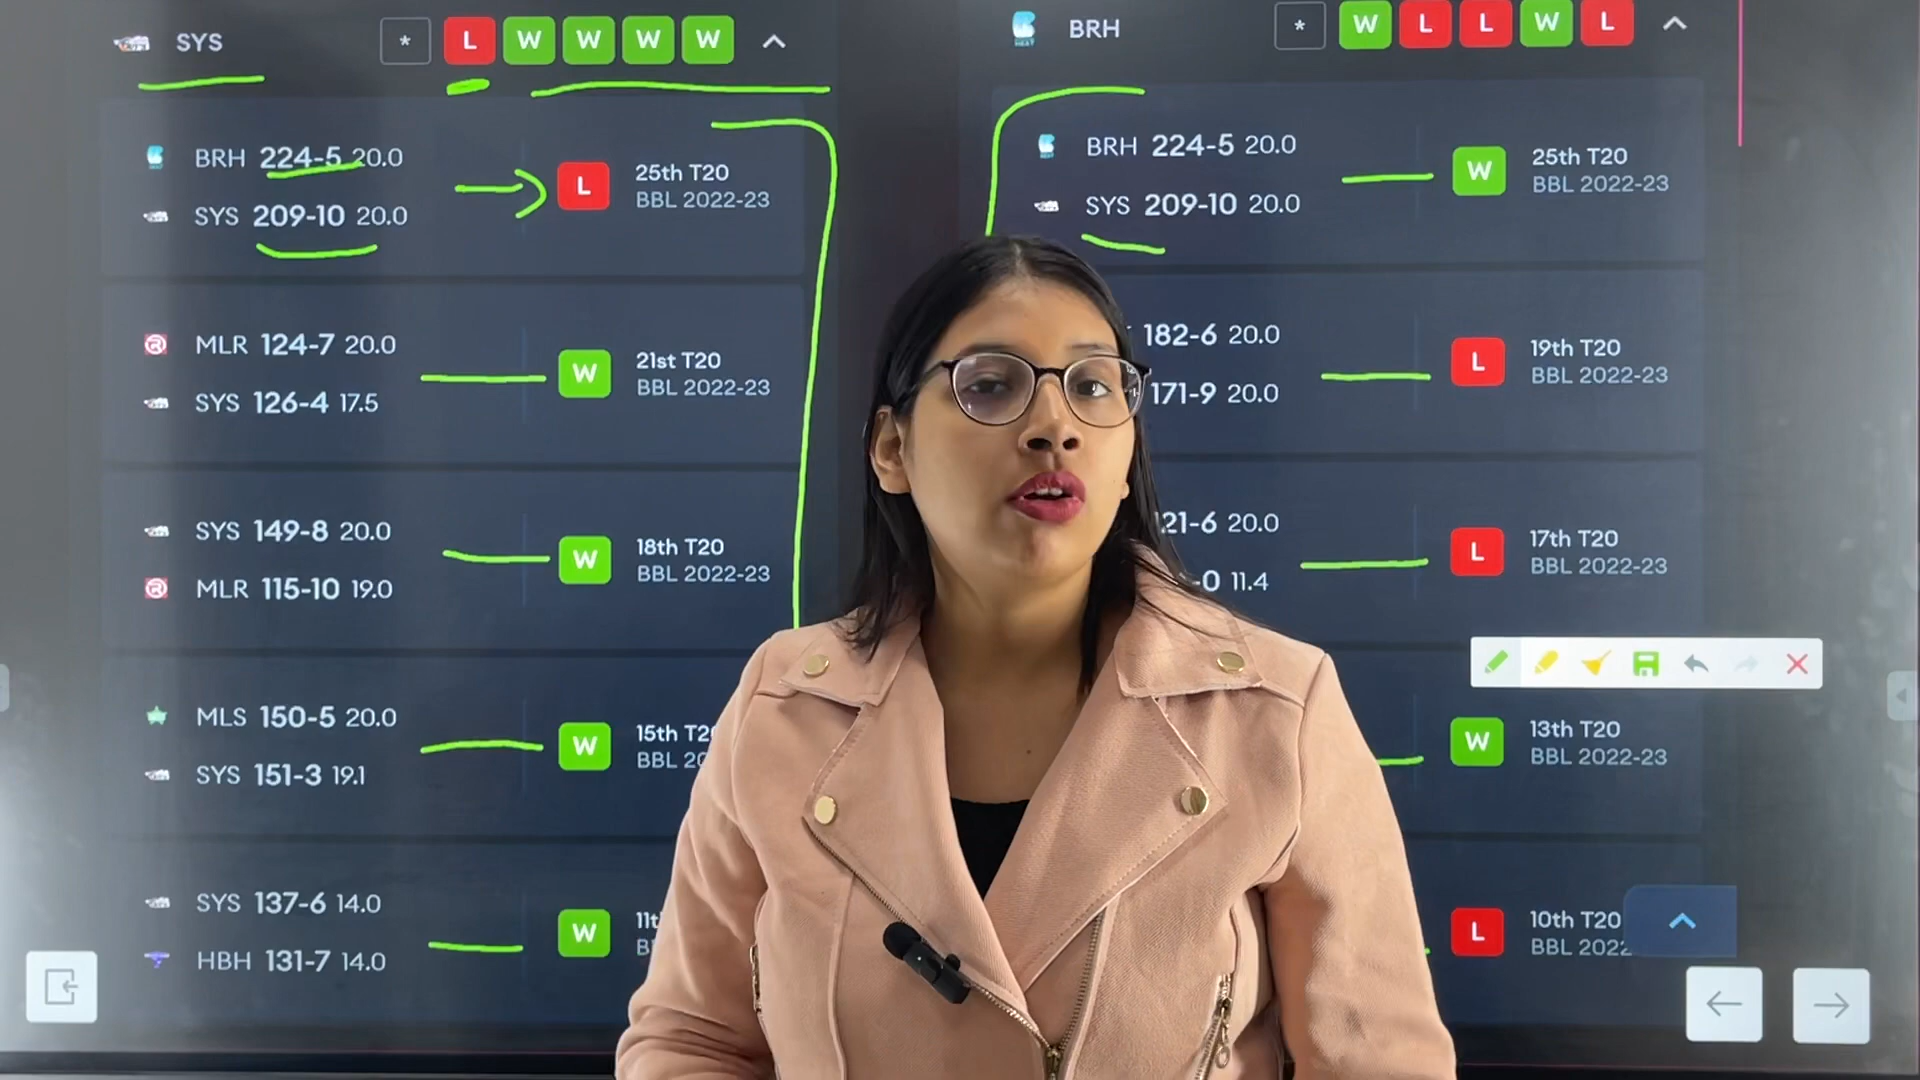 SYS * L W W W W
BRH 224-5 20.0
SYS 209-10 20.0
L
25th T20
BBL 2022-23
MLR 124-7 20.0
SYS 126-4 17.5
W
21st T20
BBL 2022-23
SYS 149-8 20.0
MLR 115-10 19.0
W
18th T20
BBL 2022-23
MLS 150-5 20.0
SYS 151-3 19.1
W
15th
SYS 137-6 14.0
HBH 131-7 14.0
W
BRH * W L L W L
BRH 224-5 20.0
SYS 209-10 20.0
W
25th T20
BBL 2022-23
182-6 20.0
171-9 20.0
L
19th T20
BBL 2022-23
20.0
11.4
L
17th T20
BBL 2022-23
W
13th T20
BBL 2022-23
L
10th T20
BBL